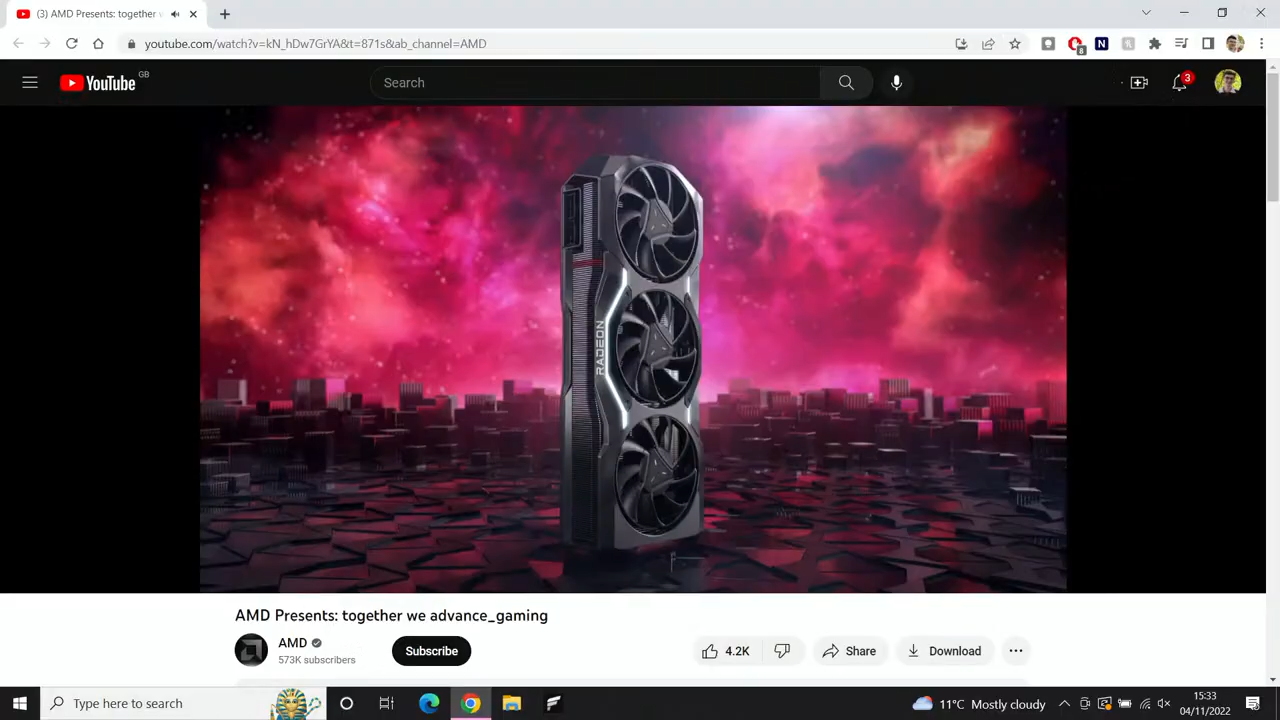 (3) AMD Presents: together w
youtube.com/watch?v=kN_hDw7GrYA&t=871s&ab_channel=AMD
8
N
YouTube
GB
Search
3
RADEON
AMD Presents: together we advance_gaming
AMD
573K subscribers
Subscribe
4.2K
Share
Download
Type here to search
11°C Mostly cloudy
15:33
04/11/2022